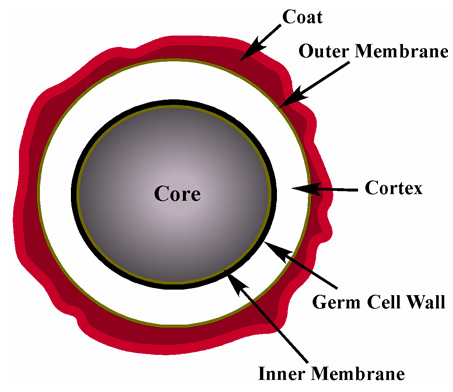 Coat
Outer Membrane
Core
Cortex
Germ Cell Wall
Inner Membrane